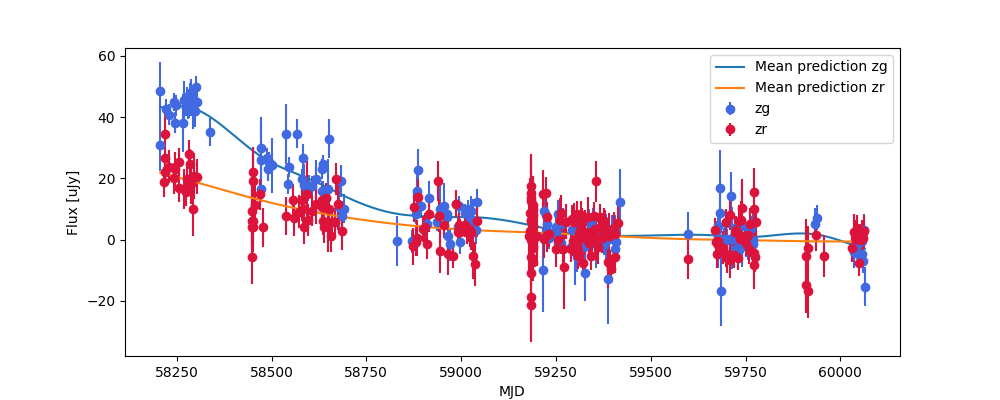 60
40
20
0
−20
Flux [uJy]
Mean prediction zg
Mean prediction zr
zg
zr
58250 58500 58750 59000 59250 59500 59750 60000
MJD